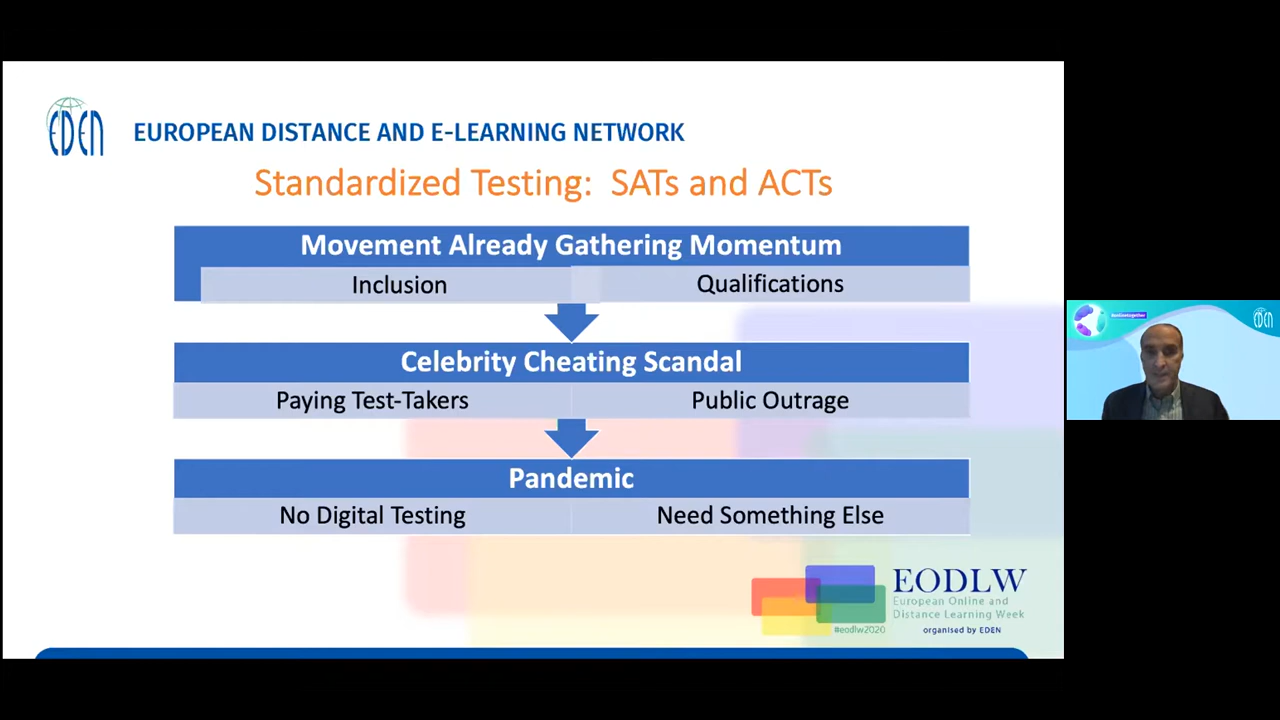 EDEN
EUROPEAN DISTANCE AND E-LEARNING NETWORK
Standardized Testing: SATs and ACTs
Movement Already Gathering Momentum
Inclusion Qualifications
Celebrity Cheating Scandal
Paying Test-Takers Public Outrage
Pandemic
No Digital Testing Need Something Else
EODLW
European Online and
Distance Learning Week
#eodlw2020 organised by EDEN
EDEN